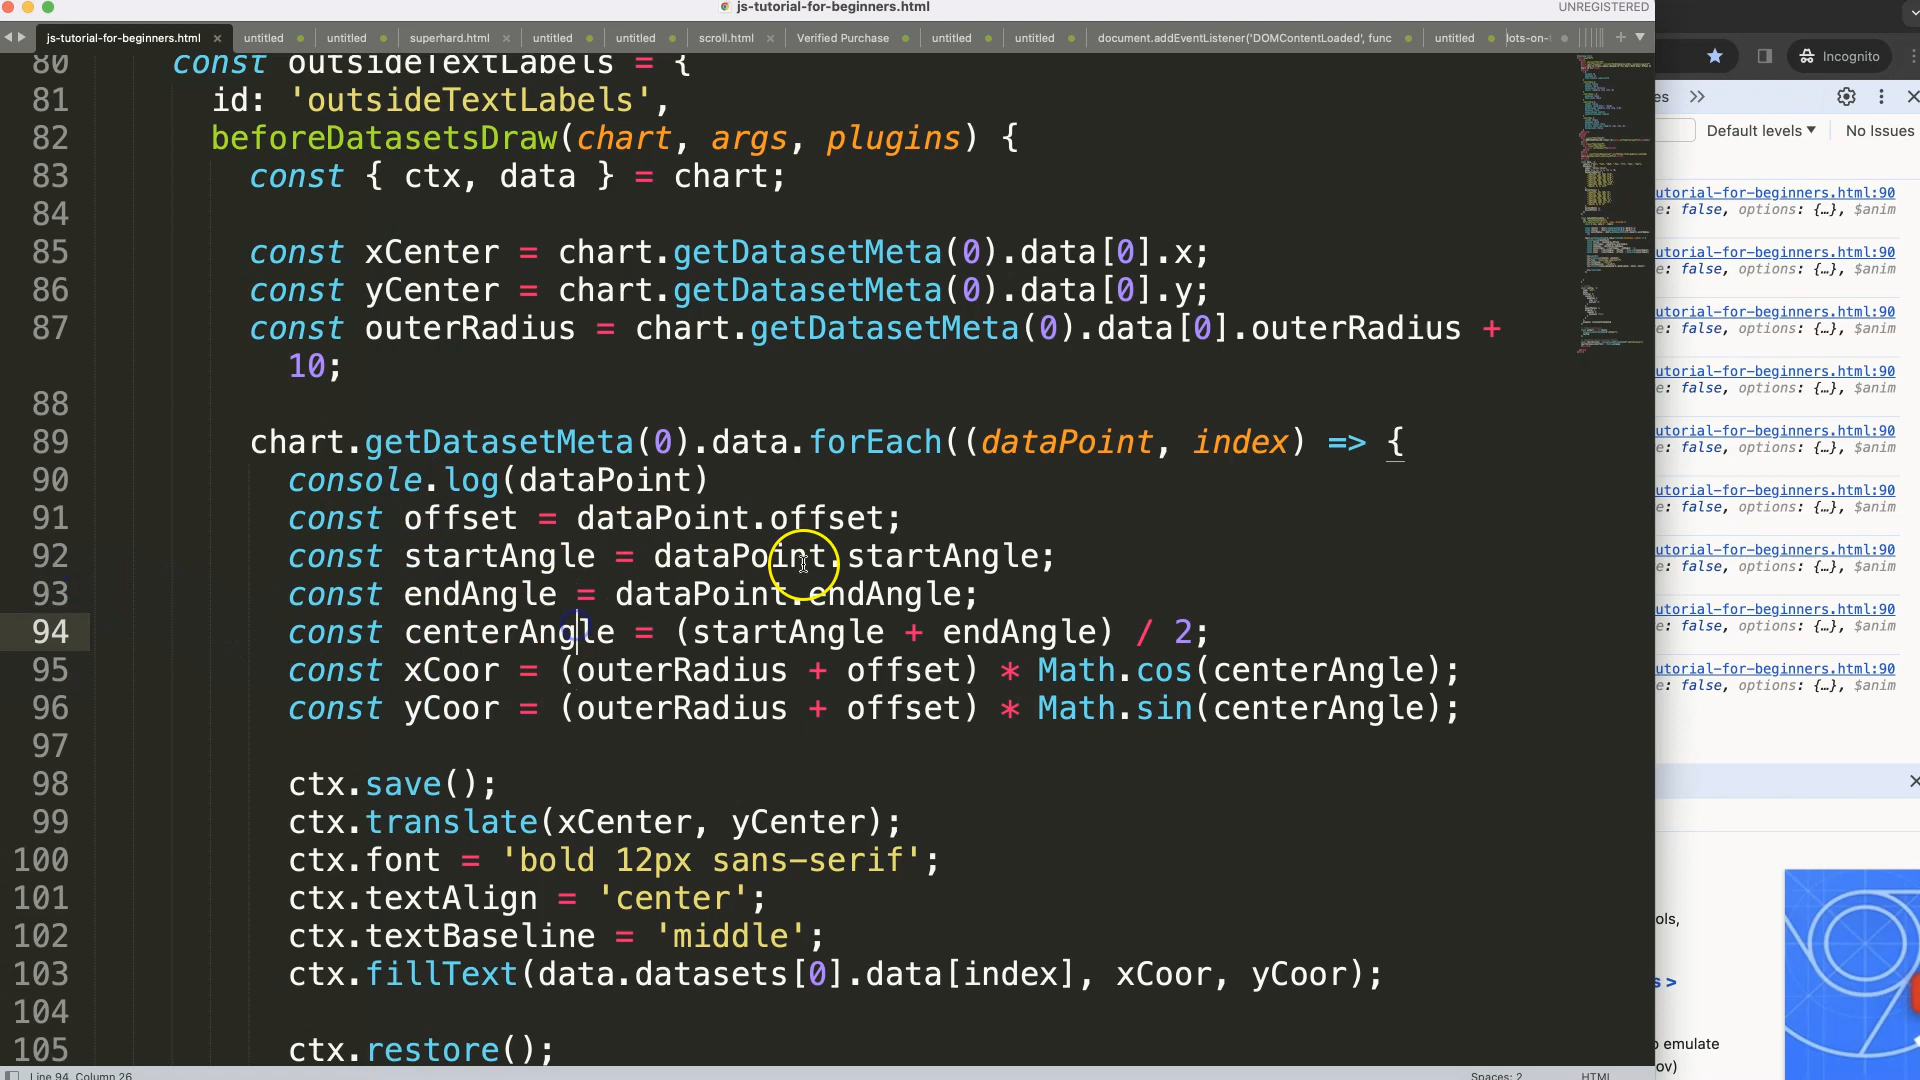 js-tutorial-for-beginners.html
UNREGISTERED
js-tutorial-for-beginners.html untitled untitled superhard.html untitled untitled scroll.html Verified Purchase untitled untitled document.addEventListener('DOMContentLoaded', func untitled lots-on-
Incognito
80 const outsideTextLabels = {
81 id: 'outsideTextLabels',
82 beforeDatasetsDraw(chart, args, plugins) {
83 const { ctx, data } = chart;
84
85 const xCenter = chart.getDatasetMeta(0).data[0].x;
86 const yCenter = chart.getDatasetMeta(0).data[0].y;
87 const outerRadius = chart.getDatasetMeta(0).data[0].outerRadius +
10;
88
89 chart.getDatasetMeta(0).data.forEach((dataPoint, index) => {
90 console.log(dataPoint)
91 const offset = dataPoint.offset;
92 const startAngle = dataPoint.startAngle;
93 const endAngle = dataPoint.endAngle;
94 const centerAngle = (startAngle + endAngle) / 2;
95 const xCoor = (outerRadius + offset) * Math.cos(centerAngle);
96 const yCoor = (outerRadius + offset) * Math.sin(centerAngle);
97
98 ctx.save();
99 ctx.translate(xCenter, yCenter);
100 ctx.font = 'bold 12px sans-serif';
101 ctx.textAlign = 'center';
102 ctx.textBaseline = 'middle';
103 ctx.fillText(data.datasets[0].data[index], xCoor, yCoor);
104
105 ctx.restore();
Line 94, Column 26
Spaces: 2
HTML
es
Default levels
No Issues
utorial-for-beginners.html:90
e: false, options: {…}, $anim
utorial-for-beginners.html:90
e: false, options: {…}, $anim
utorial-for-beginners.html:90
e: false, options: {…}, $anim
utorial-for-beginners.html:90
e: false, options: {…}, $anim
utorial-for-beginners.html:90
e: false, options: {…}, $anim
utorial-for-beginners.html:90
e: false, options: {…}, $anim
utorial-for-beginners.html:90
e: false, options: {…}, $anim
utorial-for-beginners.html:90
e: false, options: {…}, $anim
utorial-for-beginners.html:90
e: false, options: {…}, $anim
ols,
s >
o emulate
ov)